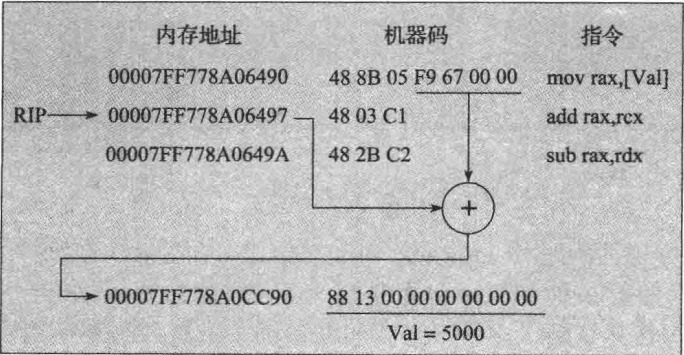 内存地址 机器码 指令
00007FF778A06490 48 8B 05 F9 67 00 00 mov rax,[Val]
RIP 00007FF778A06497 48 03 C1 add rax,rcx
00007FF778A0649A 48 2B C2 sub rax,rdx
+
00007FF778A0CC90 88 13 00 00 00 00 00 00
Val = 5000